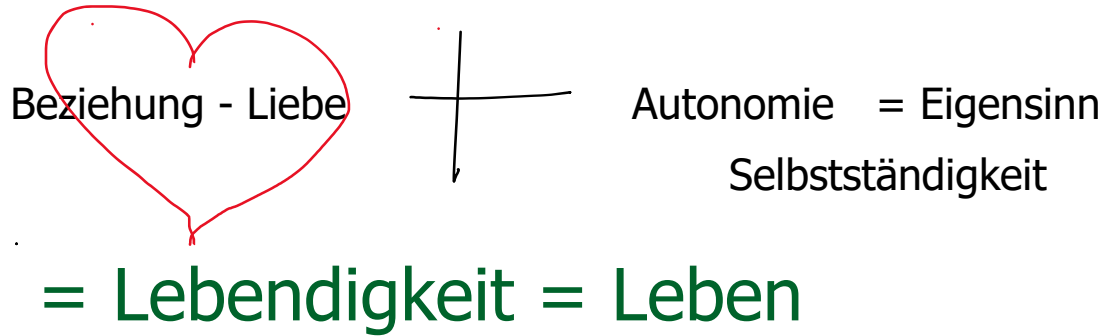 Beziehung - Liebe + Autonomie = Eigensinn
Selbstständigkeit
= Lebendigkeit = Leben